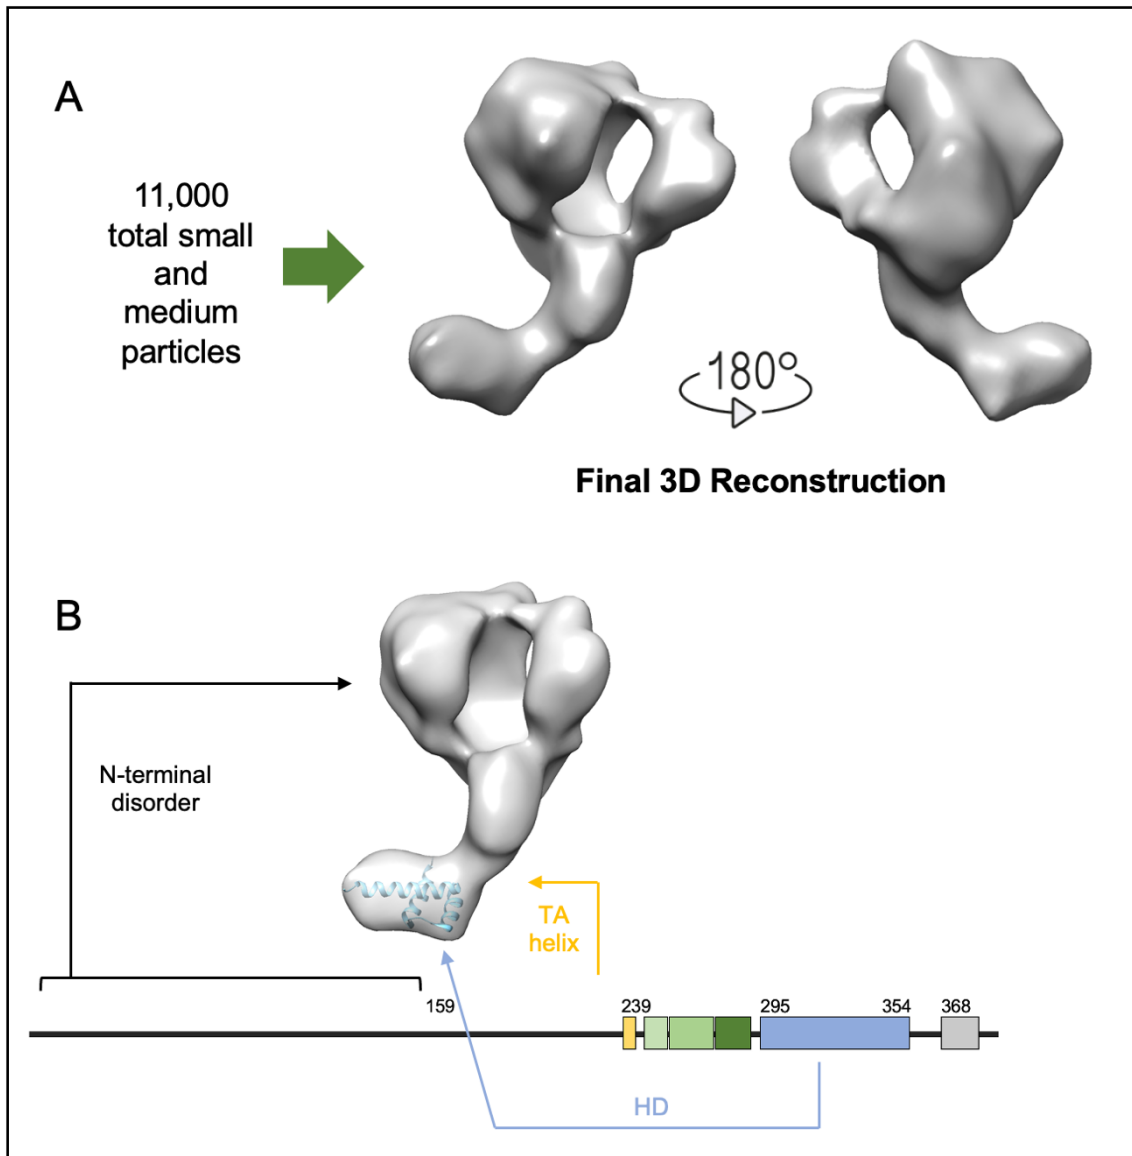 A
11,000
total small
and
medium
particles
180°
Final 3D Reconstruction
B
N-terminal
disorder
TA
helix
159
239
295
354
368
HD